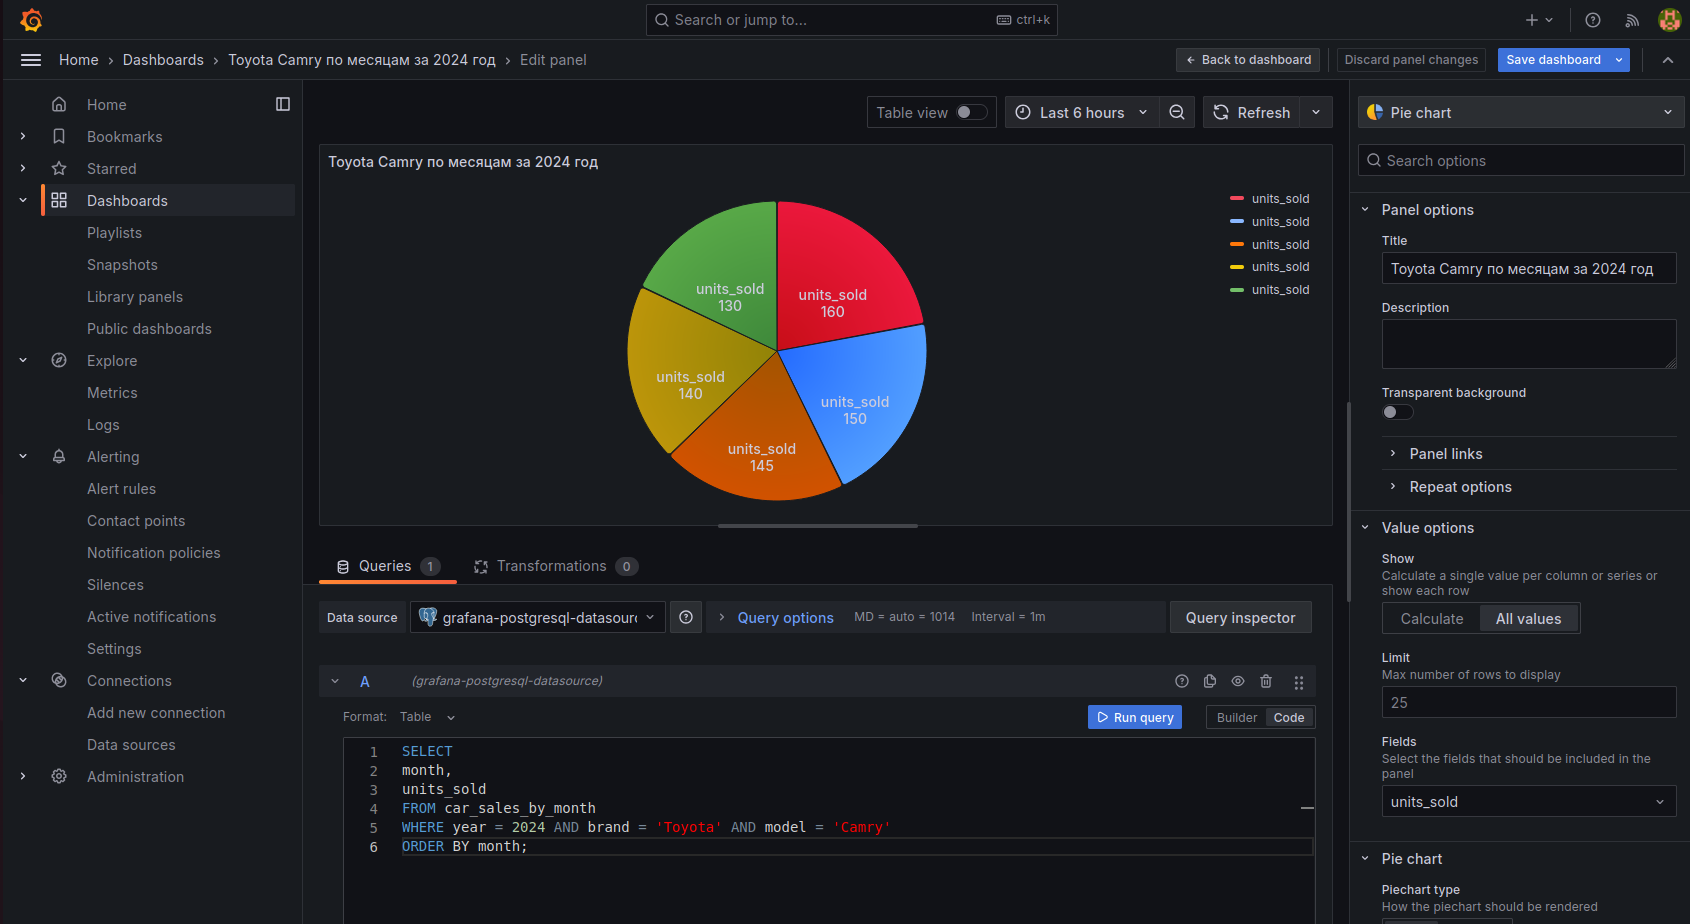 Search or jump to...
ctrl+k
Home › Dashboards › Toyota Camry по месяцам за 2024 год › Edit panel
Back to dashboard
Discard panel changes
Save dashboard
Home
Bookmarks
Starred
Dashboards
Playlists
Snapshots
Library panels
Public dashboards
Explore
Metrics
Logs
Alerting
Alert rules
Contact points
Notification policies
Silences
Active notifications
Settings
Connections
Add new connection
Data sources
Administration
Table view
Last 6 hours
Refresh
Toyota Camry по месяцам за 2024 год
units_sold
130
units_sold
160
units_sold
140
units_sold
150
units_sold
145
units_sold
units_sold
units_sold
units_sold
units_sold
Queries 1
Transformations 0
Data source
grafana-postgresql-datasour
Query options
MD = auto = 1014
Interval = 1m
Query inspector
A
(grafana-postgresql-datasource)
Format: Table
Run query
Builder
Code
1 SELECT
2 month,
3 units_sold
4 FROM car_sales_by_month
5 WHERE year = 2024 AND brand = 'Toyota' AND model = 'Camry'
6 ORDER BY month;
Pie chart
Search options
Panel options
Title
Toyota Camry по месяцам за 2024 год
Description
Transparent background
Panel links
Repeat options
Value options
Show
Calculate a single value per column or series or
show each row
Calculate
All values
Limit
Max number of rows to display
25
Fields
Select the fields that should be included in the
panel
units_sold
Pie chart
Piechart type
How the piechart should be rendered